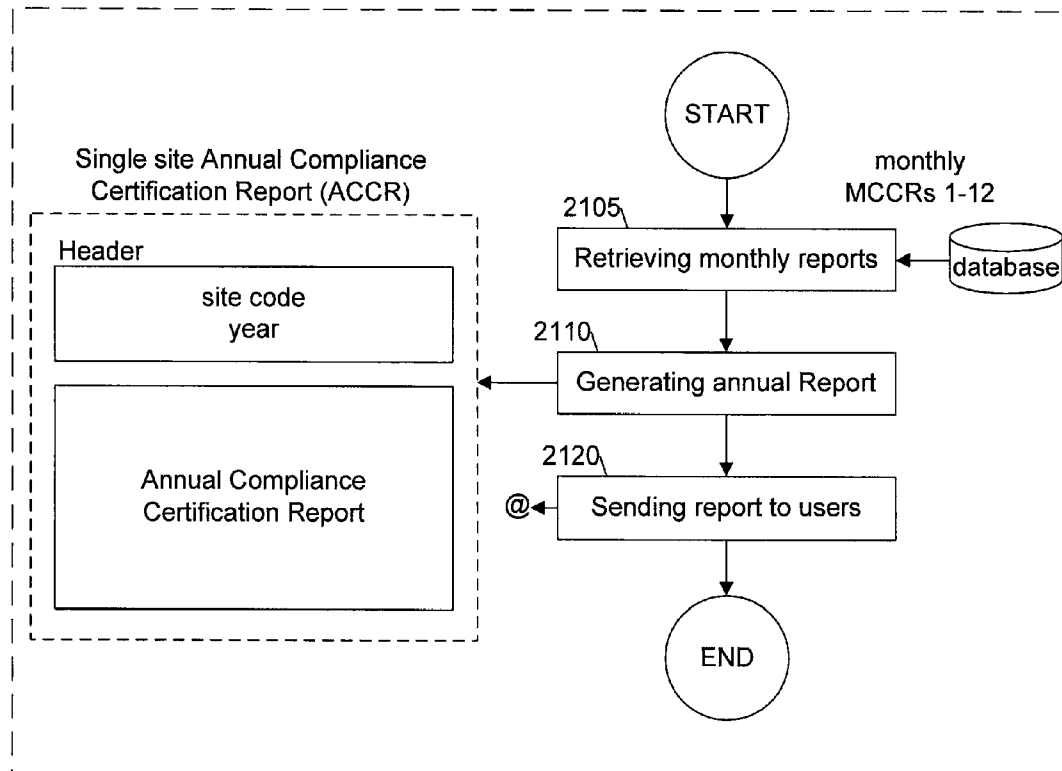 START
Single site Annual Compliance
Certification Report (ACCR)
monthly
MCCRs 1-12
2105
Header
Retrieving monthly reports
database
site code
year
2110
Generating annual Report
Annual Compliance
Certification Report
2120
@
Sending report to users
END